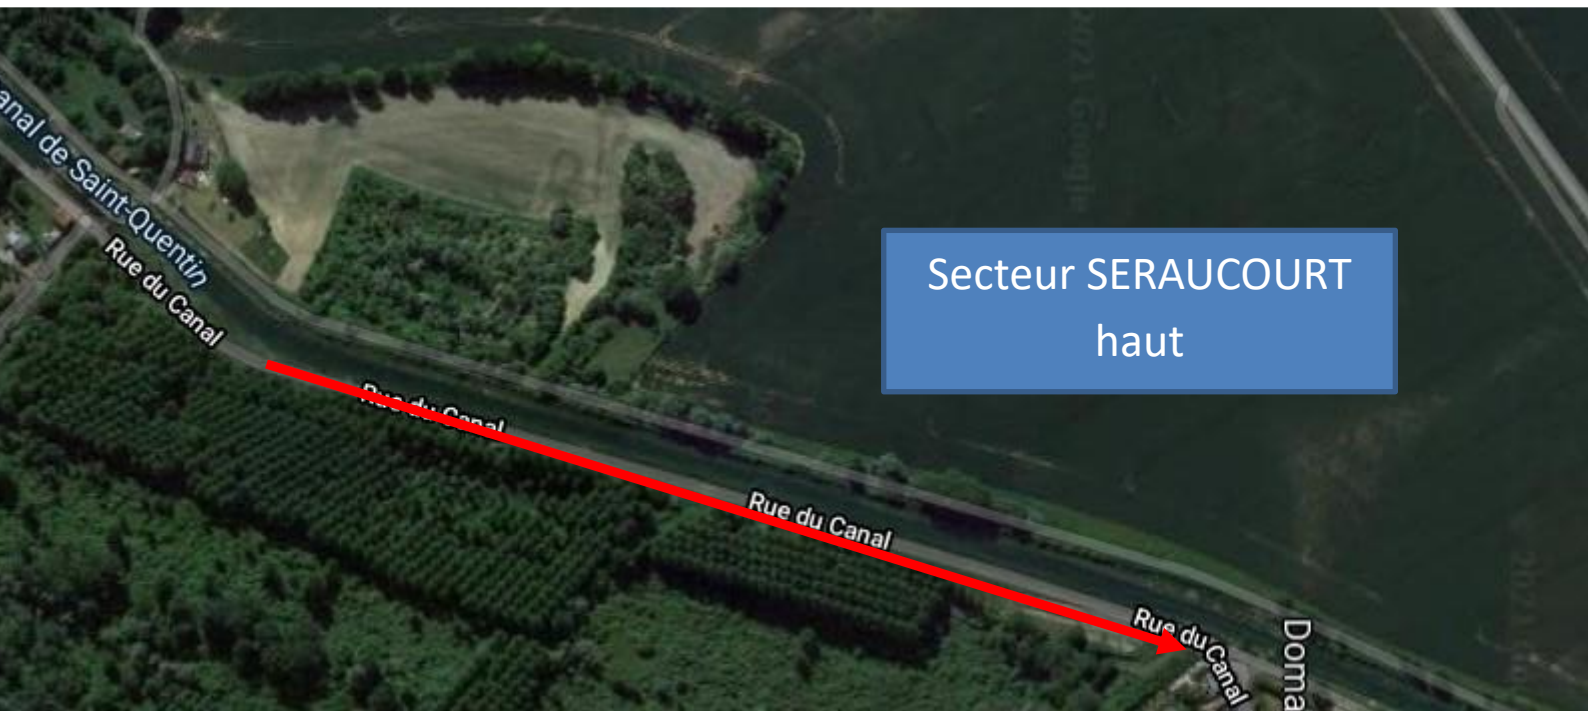 anal de Saint-Quentin
Rue du Canal
Secteur SERAUCOURT
haut
Rue du Canal
Rue du Canal
Rue du Canal
Doma